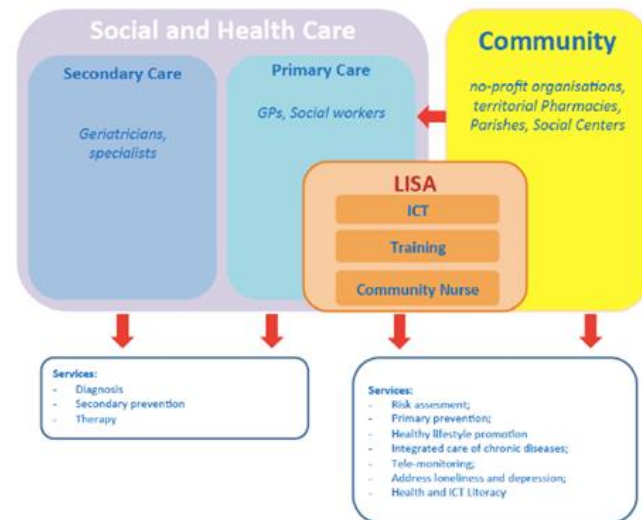 Social and Health Care
Community
Secondary Care
Geriatricians,
specialists
Primary Care
GPs, Social workers
no-profit organisations,
territorial Pharmacies,
Parishes, Social Centers
LISA
ICT
Training
Community Nurse
Services:
- Diagnosis
- Secondary prevention
- Therapy
Services:
- Risk assesment;
- Primary prevention;
- Healthy lifestyle promotion
- Integrated care of chronic diseases;
- Tele-monitoring;
- Address loneliness and depression;
- Health and ICT Literacy